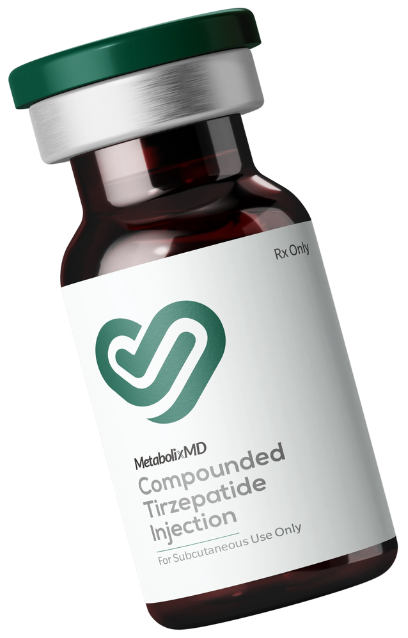 Rx Only
MetabolixMD
Compounded
Tirzepatide
Injection
For Subcutaneous Use Only